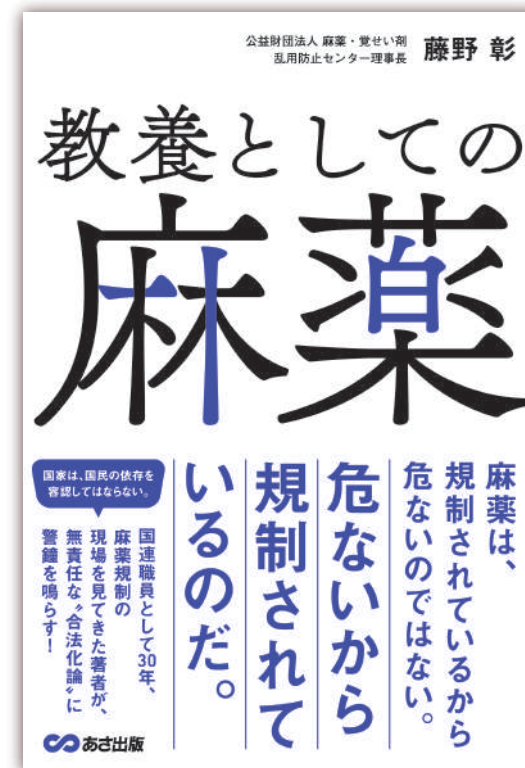 公益財団法人 麻薬・覚せい剤
乱用防止センター理事長
藤野 彰
教養としての
麻薬
麻薬は、
規制されているから
危ないのではない。
危ないから
規制されて
いるのだ。
国家は、国民の依存を
容認してはならない。
国連職員として30年、
麻薬規制の
現場を見てきた著者が、
無責任な〝合法化論〟に
警鐘を鳴らす!
あさ出版